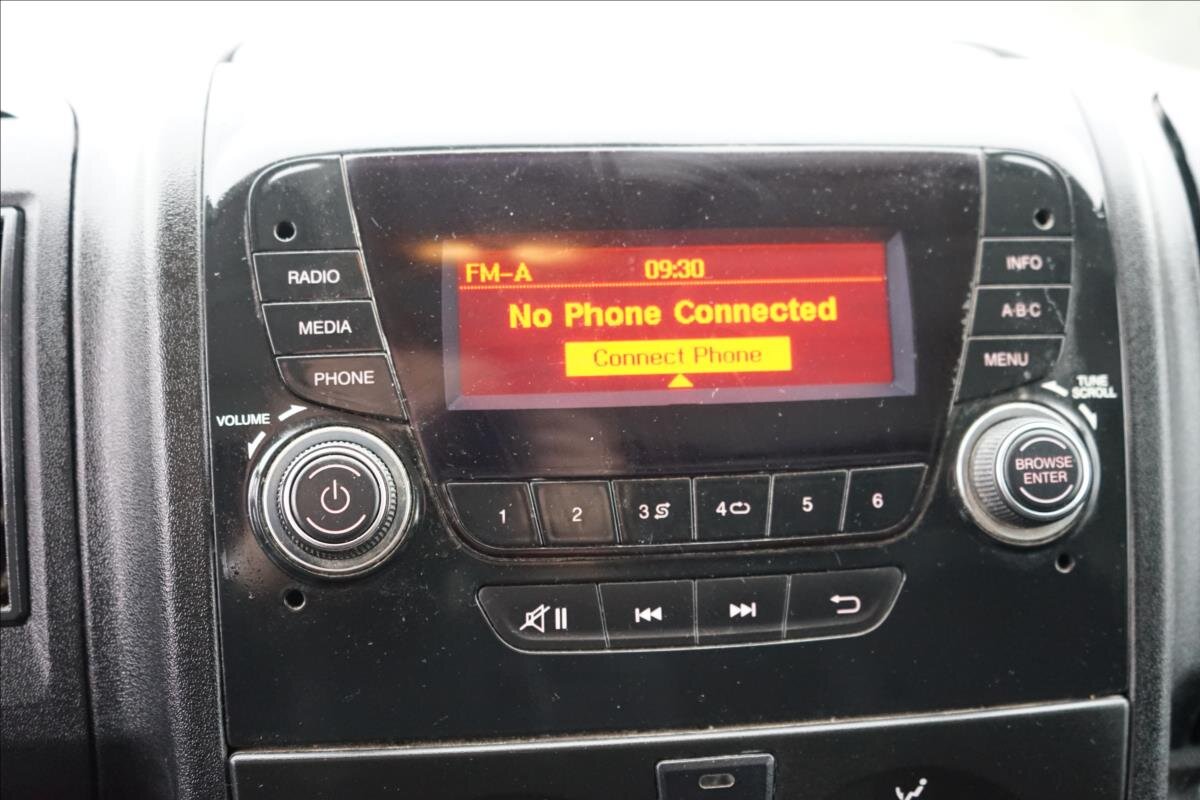 FM-A 09:30
No Phone Connected
Connect Phone
RADIO
MEDIA
PHONE
VOLUME
INFO
A-B-C
MENU
TUNE
SCROLL
BROWSE
ENTER
1 2 3 4 5 6